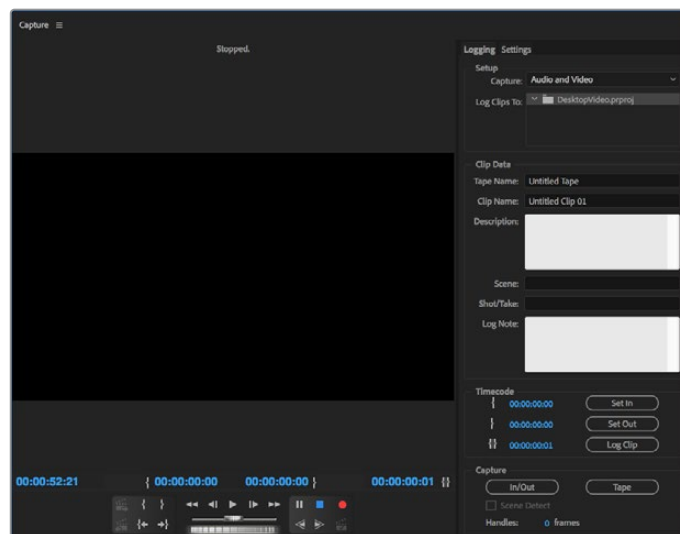 Capture
Stopped.
Logging Settings
Setup
Capture: Audio and Video
Log Clips To: DesktopVideo.prproj
Clip Data
Tape Name: Untitled Tape
Clip Name: Untitled Clip 01
Description:
Scene:
Shot/Take:
Log Note:
Timecode
{ 00:00:00:00 Set In
} 00:00:00:00 Set Out
{} 00:00:00:01 Log Clip
00:00:52:21 { 00:00:00:00 00:00:00:00 } 00:00:00:01 {}
Capture
In/Out Tape
Scene Detect
Handles: 0 frames